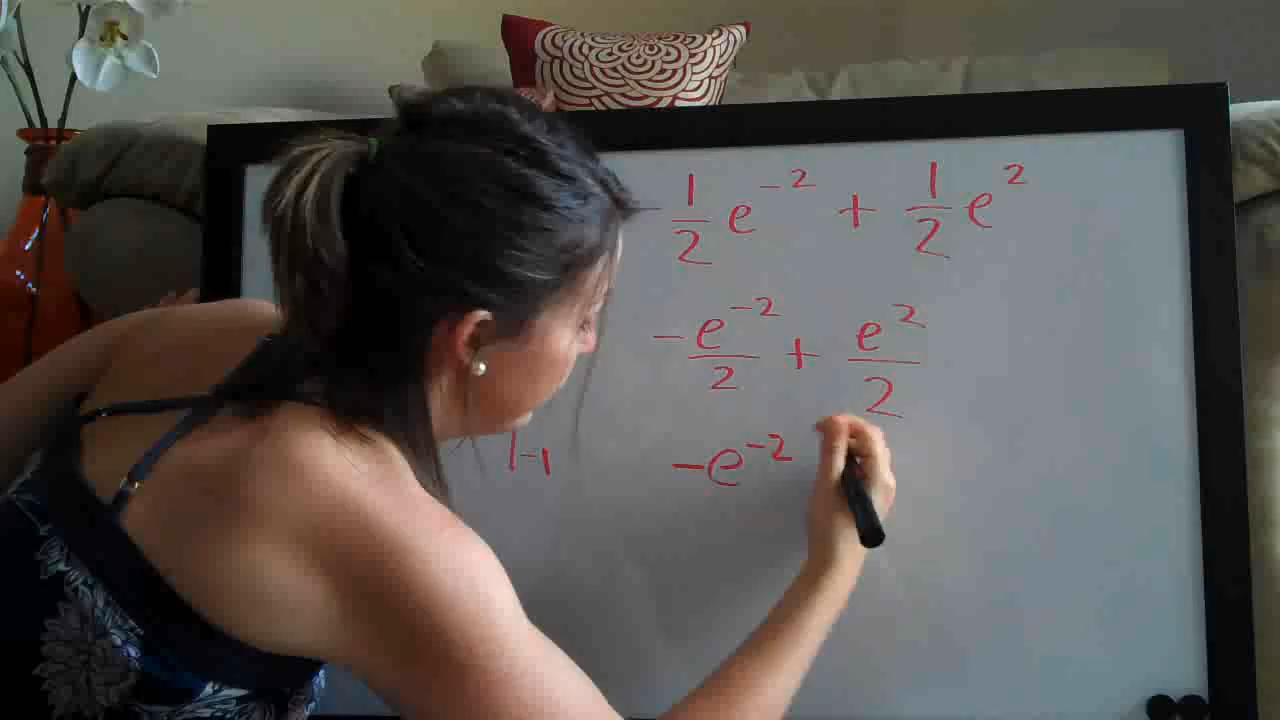 - 1/2 e^-2 + 1/2 e^2
- e^-2/2 + e^2/2
-e^-2